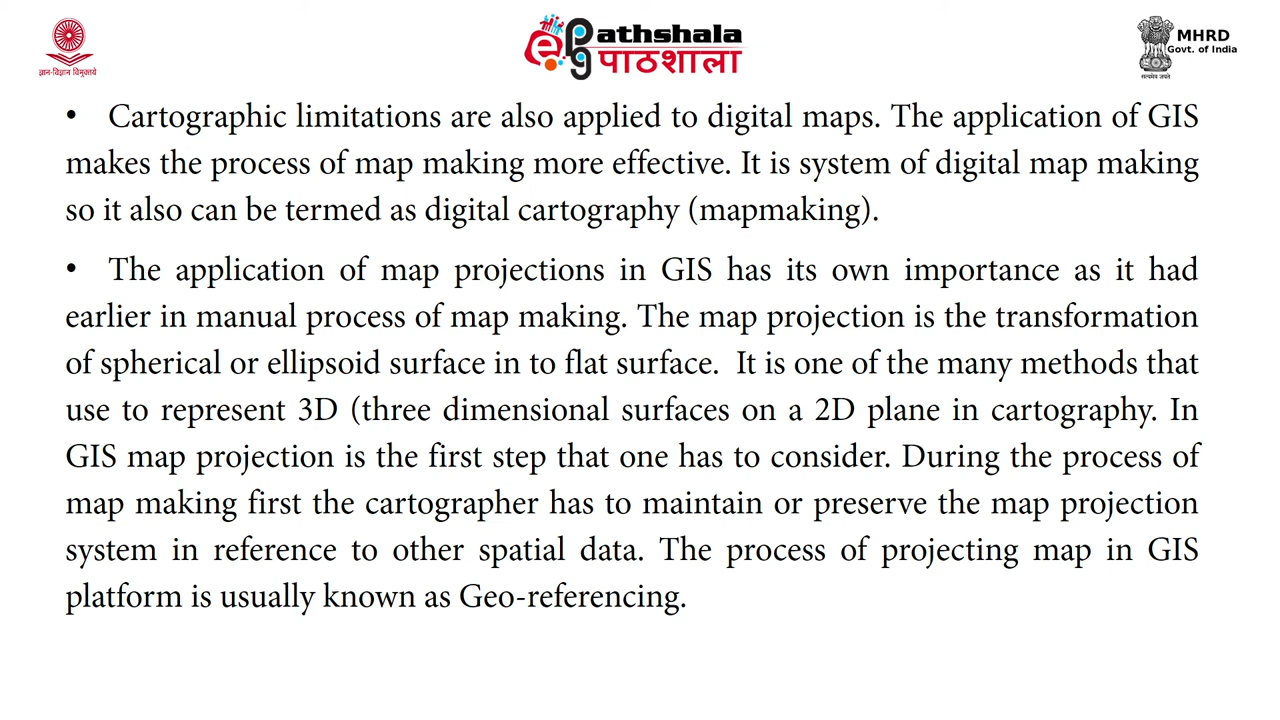 ज्ञान-विज्ञान विमुक्तये
ePathshala
पाठशाला
MHRD
Govt. of India
सत्यमेव जयते
• Cartographic limitations are also applied to digital maps. The application of GIS
makes the process of map making more effective. It is system of digital map making
so it also can be termed as digital cartography (mapmaking).
• The application of map projections in GIS has its own importance as it had
earlier in manual process of map making. The map projection is the transformation
of spherical or ellipsoid surface in to flat surface.  It is one of the many methods that
use to represent 3D (three dimensional surfaces on a 2D plane in cartography. In
GIS map projection is the first step that one has to consider. During the process of
map making first the cartographer has to maintain or preserve the map projection
system in reference to other spatial data. The process of projecting map in GIS
platform is usually known as Geo-referencing.